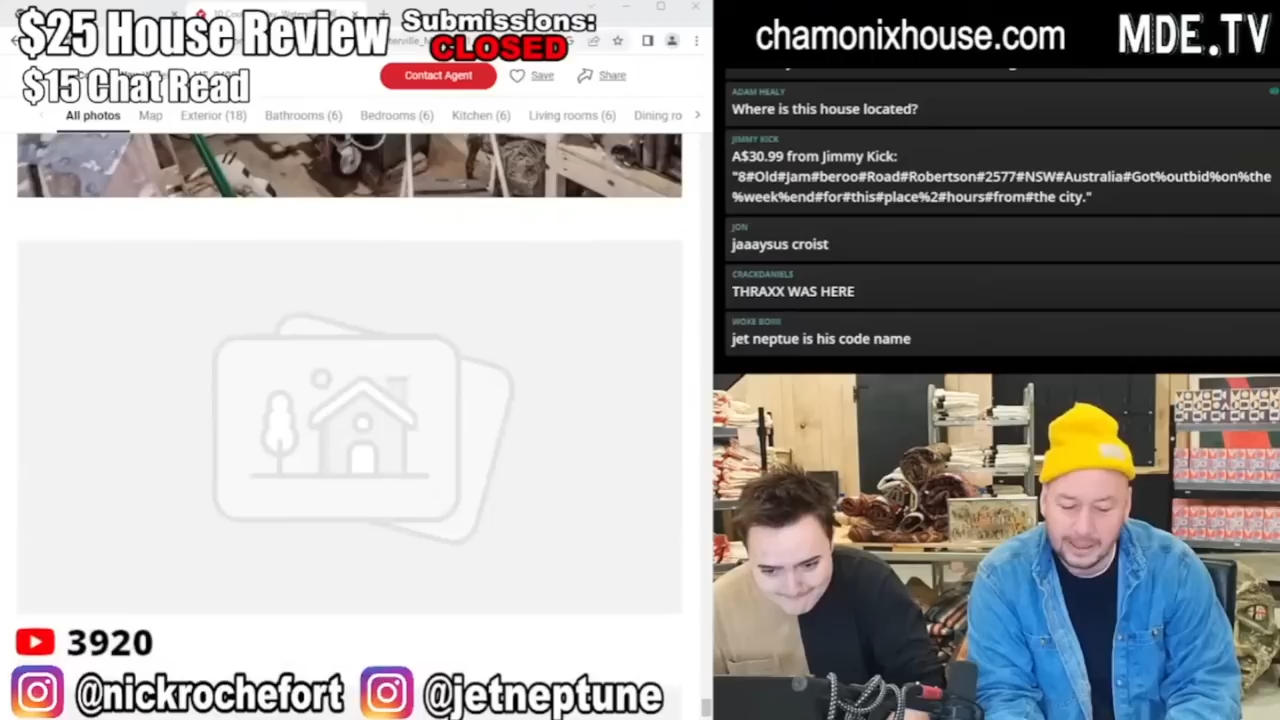 $25 House Review
Submissions:
CLOSED
$15 Chat Read
Contact Agent
Save
Share
All photos
Map
Exterior (18)
Bathrooms (6)
Bedrooms (6)
Kitchen (6)
Living rooms (6)
Dining ro
3920
@nickrochefort
@jetneptune
chamonixhouse.com
MDE.TV
ADAM HEALY
Where is this house located?
JIMMY KICK
A$30.99 from Jimmy Kick:
"8#Old#Jam#beroo#Road#Robertson#2577#NSW#Australia#Got%outbid%on%the
%week%end#for#this#place%2#hours#from#the city."
JON
jaaaysus croist
CRACKDANIELS
THRAXX WAS HERE
WOKE BOIIII
jet neptue is his code name